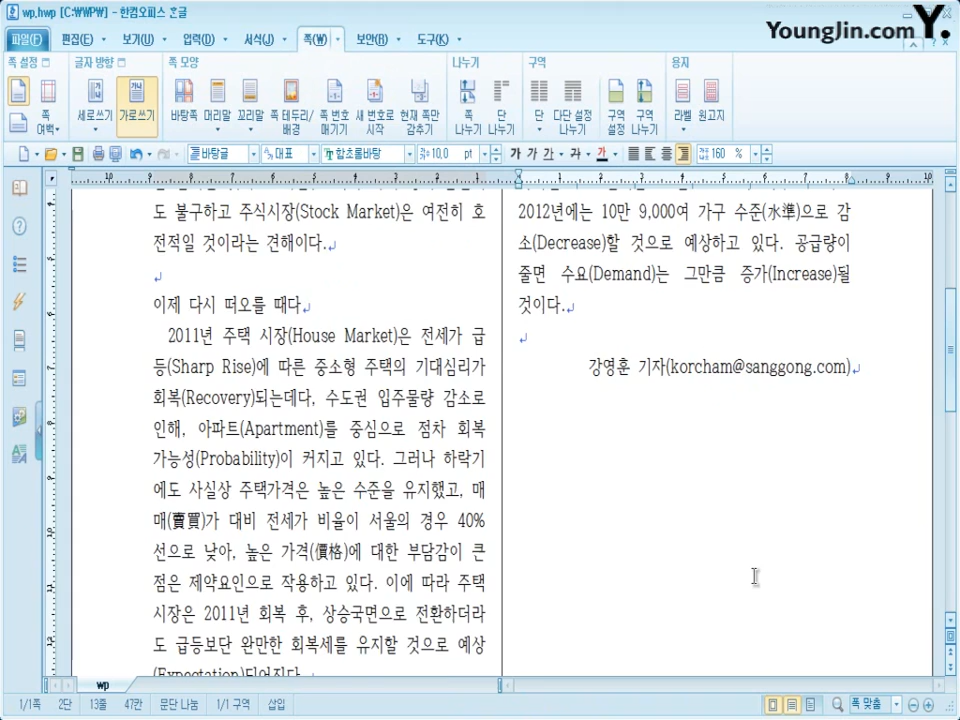 wp.hwp [C:\WP\] - 한컴오피스 한글
YoungJin.com Y.
파일(F) 편집(E) 보기(U) 입력(D) 서식(J) 쪽(W) 보안(R) 도구(K)
쪽 설정 글자 방향 쪽 모양 나누기 구역 용지
쪽 여백 세로쓰기 가로쓰기 바탕쪽 머리말 꼬리말 쪽 테두리/배경 쪽 번호 매기기 새 번호로 시작 현재 쪽만 감추기 쪽 나누기 단 나누기 단 다단 설정 나누기 구역 설정 구역 나누기 라벨 원고지
바탕글 대표 함초롬바탕 10,0 pt 가 가 가 가 가 160 %
도 불구하고 주식시장(Stock Market)은 여전히 호
전적일 것이라는 견해이다.
이제 다시 떠오를 때다
2011년 주택 시장(House Market)은 전세가 급
등(Sharp Rise)에 따른 중소형 주택의 기대심리가
회복(Recovery)되는데다, 수도권 입주물량 감소로
인해, 아파트(Apartment)를 중심으로 점차 회복
가능성(Probability)이 커지고 있다. 그러나 하락기
에도 사실상 주택가격은 높은 수준을 유지했고, 매
매(賣買)가 대비 전세가 비율이 서울의 경우 40%
선으로 낮아, 높은 가격(價格)에 대한 부담감이 큰
점은 제약요인으로 작용하고 있다. 이에 따라 주택
시장은 2011년 회복 후, 상승국면으로 전환하더라
도 급등보단 완만한 회복세를 유지할 것으로 예상
(Expectation)되어진다.
2012년에는 10만 9,000여 가구 수준(水準)으로 감
소(Decrease)할 것으로 예상하고 있다. 공급량이
줄면 수요(Demand)는 그만큼 증가(Increase)될
것이다.
강영훈 기자(korcham@sanggong.com)
wp
1/1쪽 2단 13줄 47칸 문단 나눔 1/1 구역 삽입 폭 맞춤